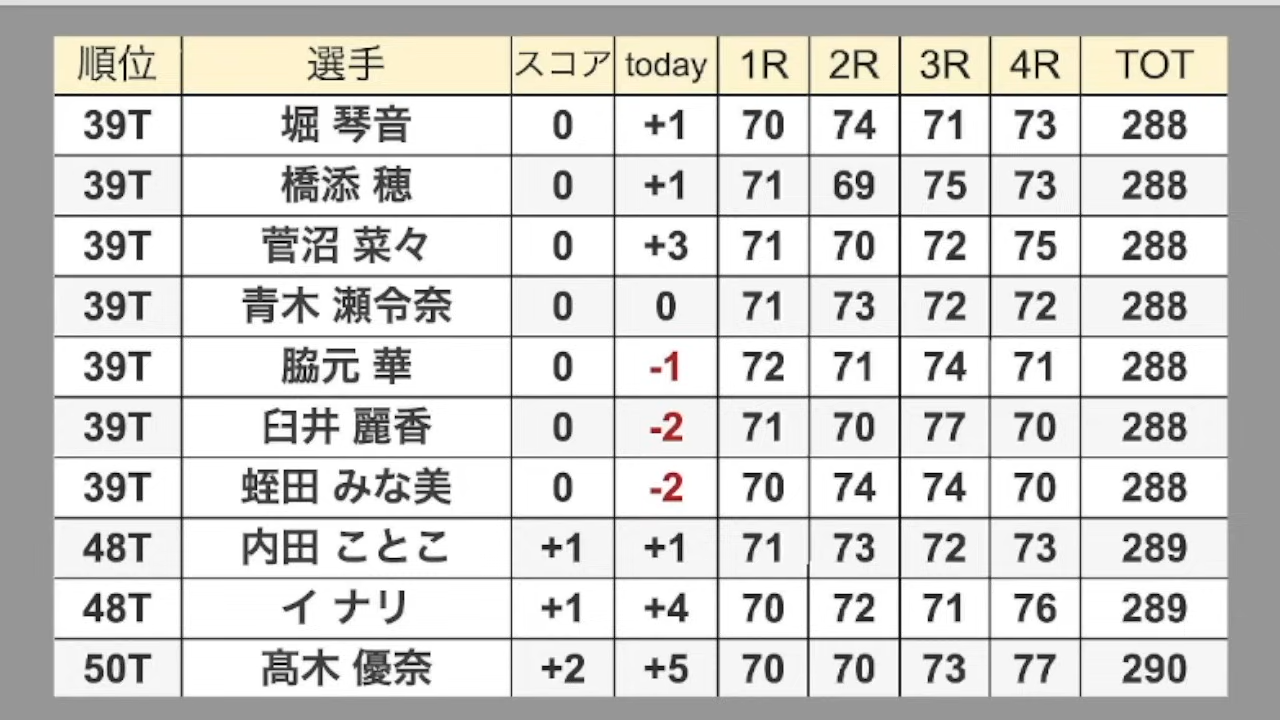 順位 選手 スコア today 1R 2R 3R 4R TOT
39T 堀 琴音 0 +1 70 74 71 73 288
39T 橋添 穂 0 +1 71 69 75 73 288
39T 菅沼 菜々 0 +3 71 70 72 75 288
39T 青木 瀬令奈 0 0 71 73 72 72 288
39T 脇元 華 0 -1 72 71 74 71 288
39T 臼井 麗香 0 -2 71 70 77 70 288
39T 蛭田 みな美 0 -2 70 74 74 70 288
48T 内田 ことこ +1 +1 71 73 72 73 289
48T イ ナリ +1 +4 70 72 71 76 289
50T 髙木 優奈 +2 +5 70 70 73 77 290